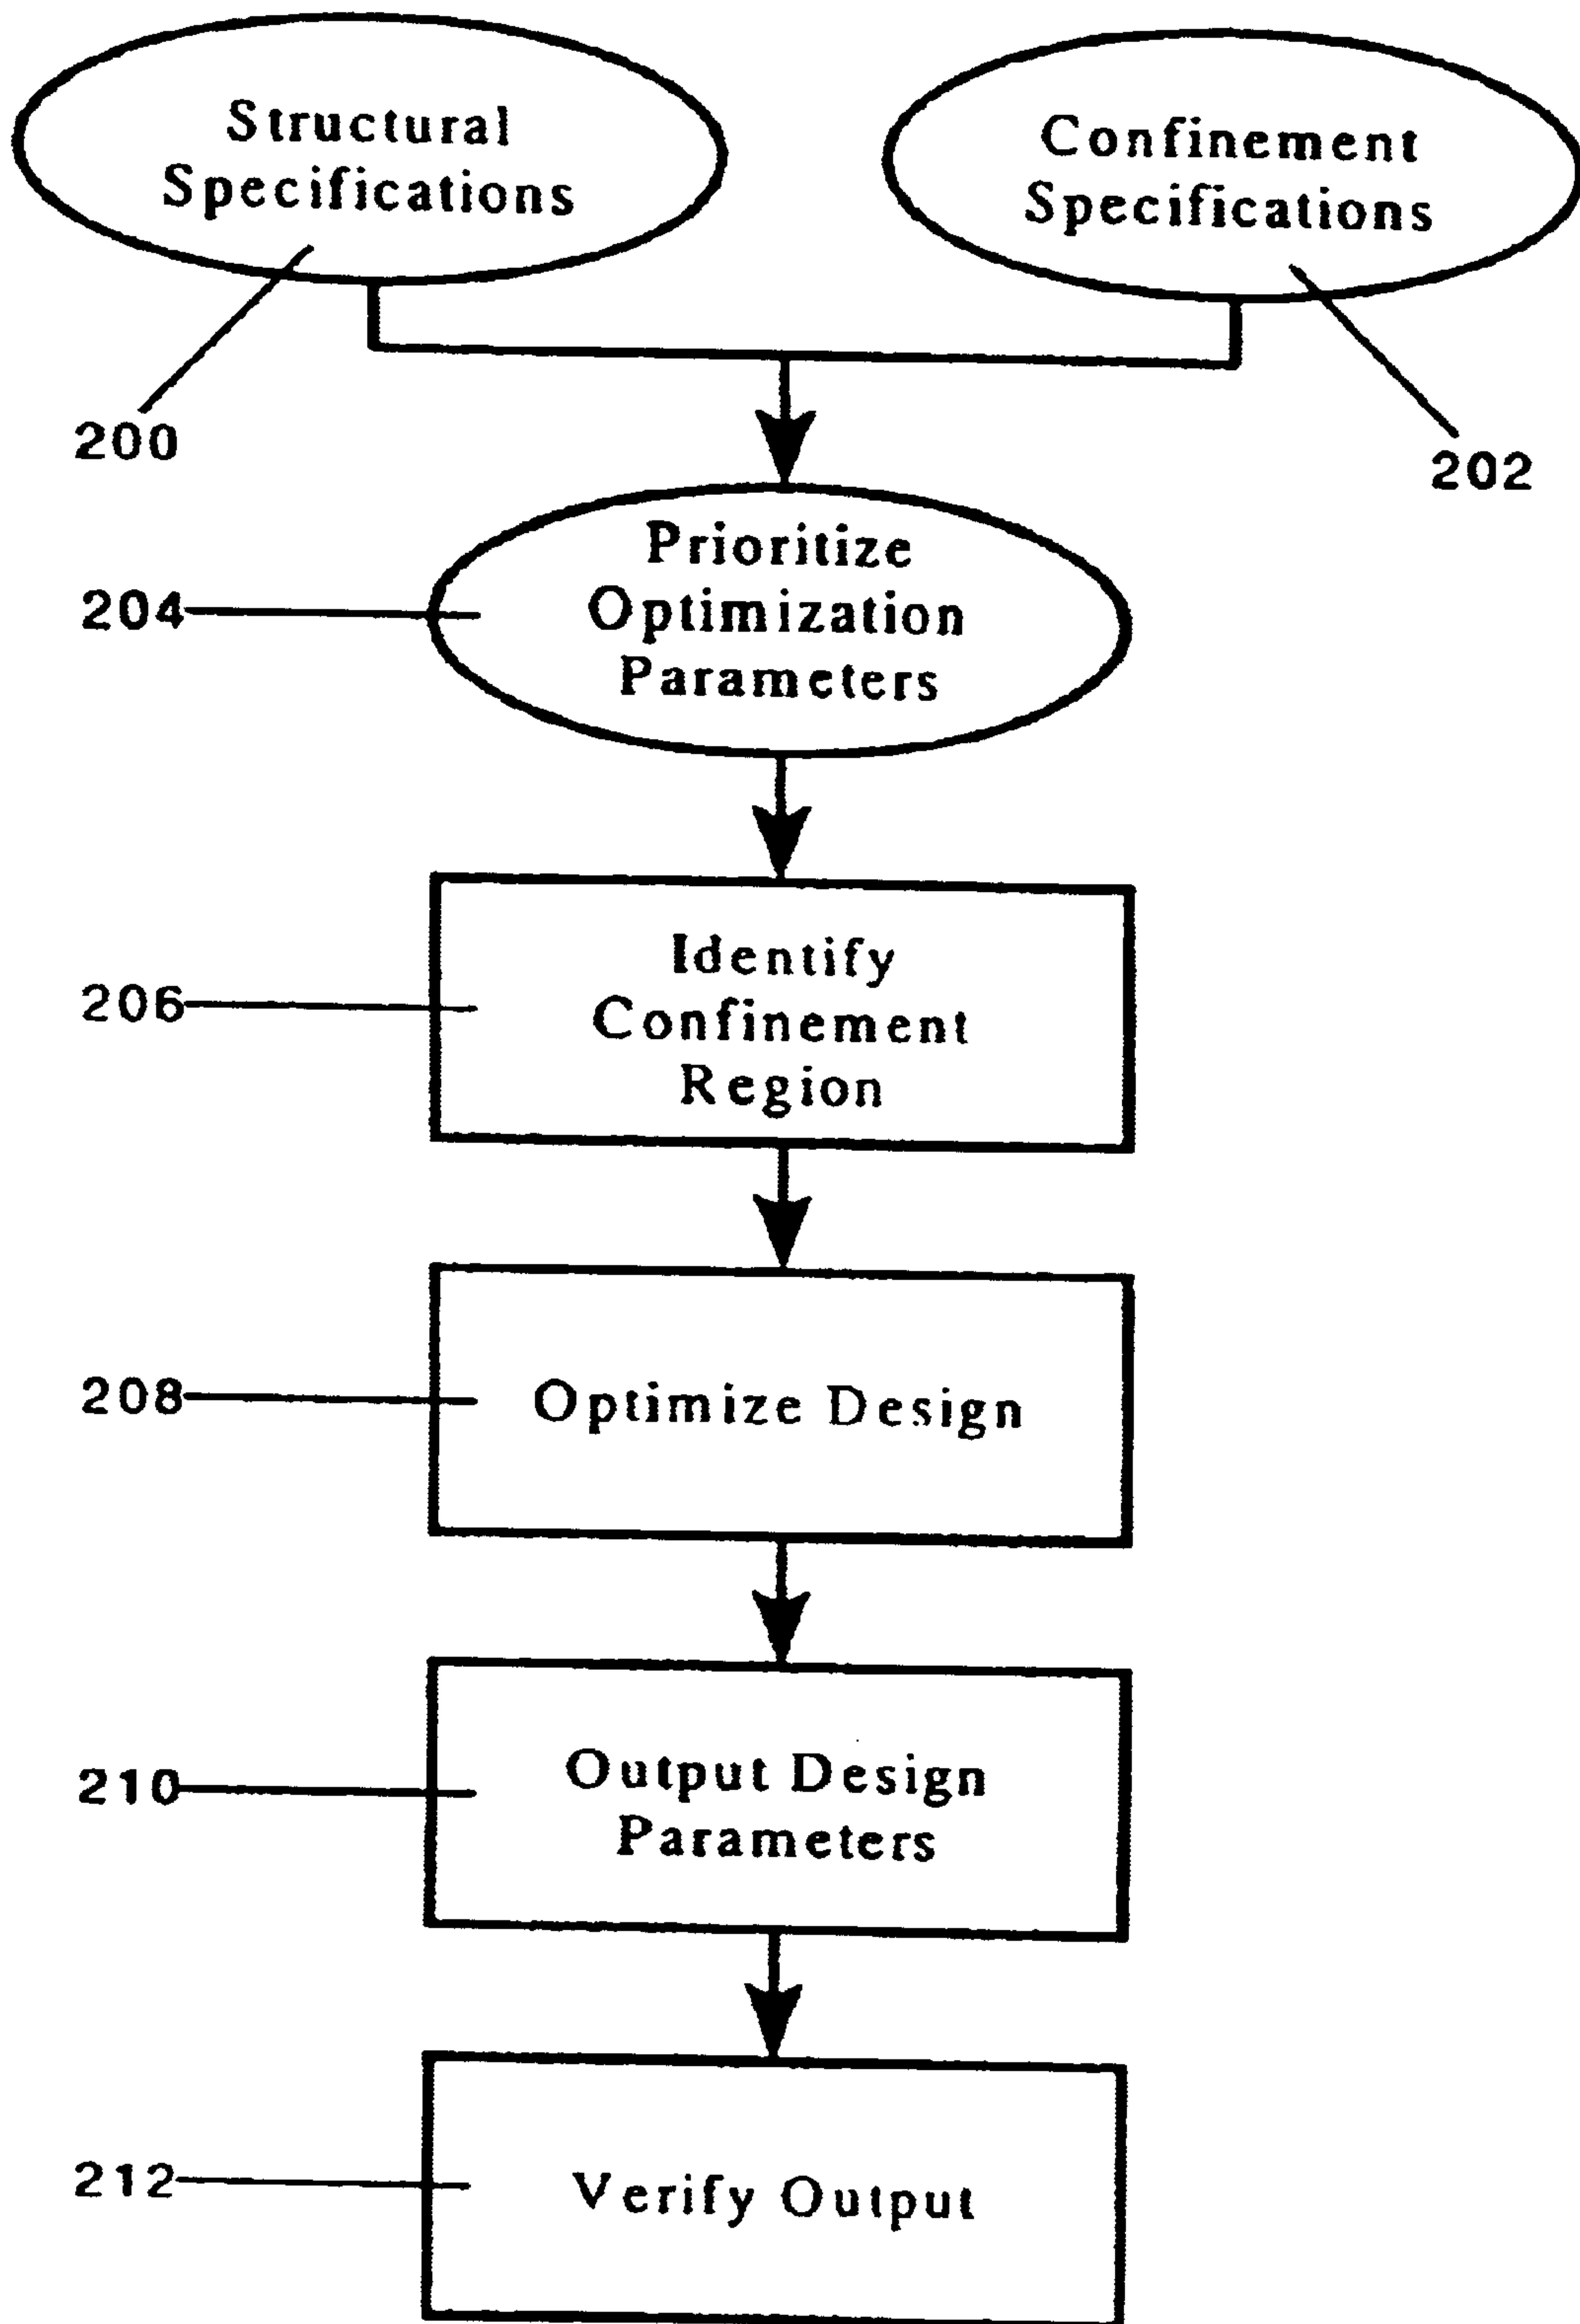 Structural
Specifications
Confinement
Specifications
200
202
Prioritize
Optimization
Parameters
204
Identify
Confinement
Region
206
Optimize Design
208
Output Design
Parameters
210
Verify Output
212